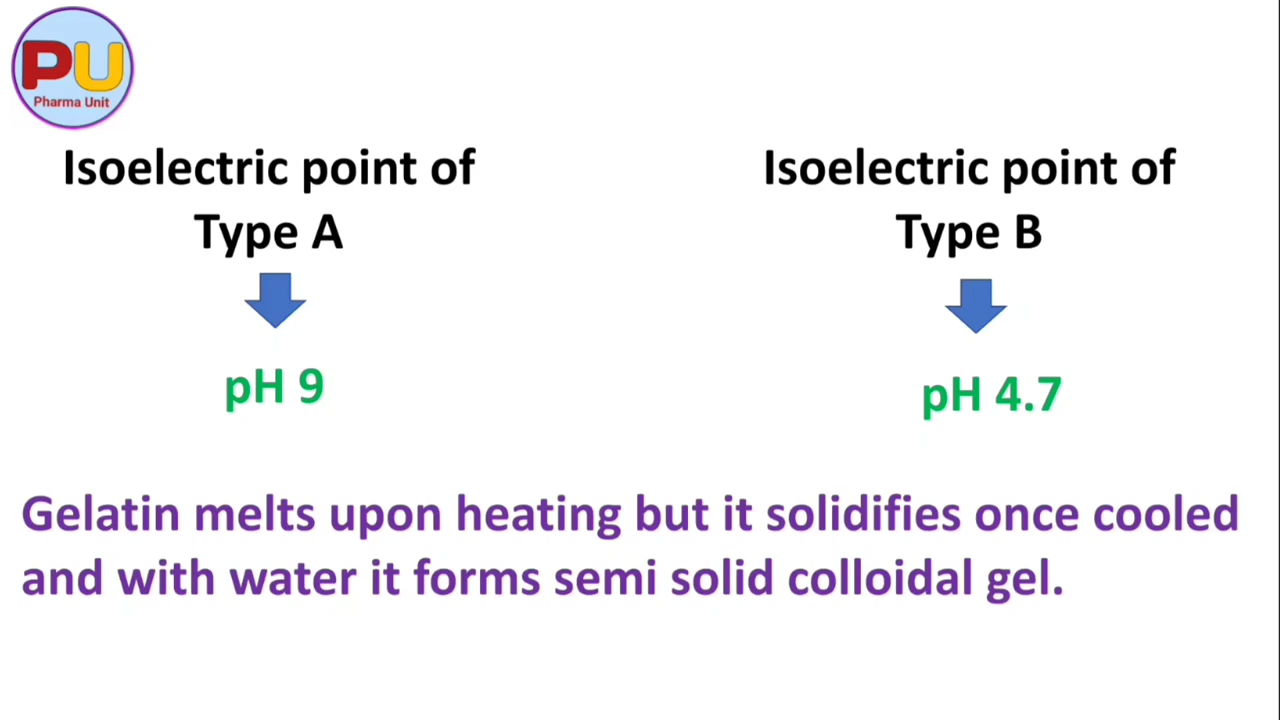 PU
Pharma Unit
Isoelectric point of
Type A
Isoelectric point of
Type B
pH 9
pH 4.7
Gelatin melts upon heating but it solidifies once cooled
and with water it forms semi solid colloidal gel.